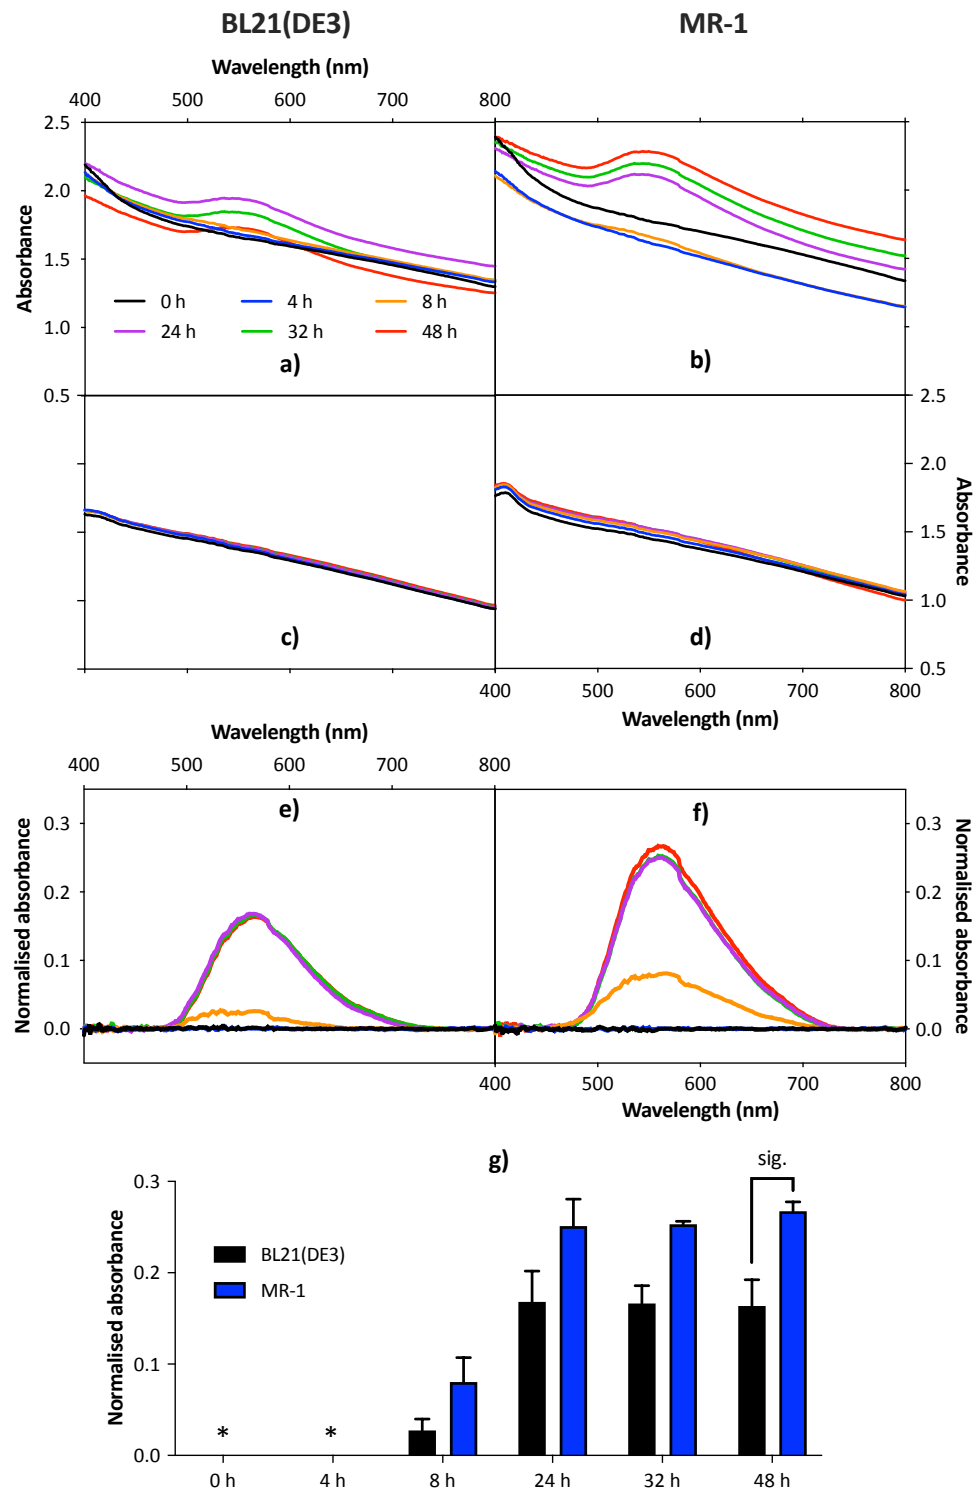 BL21(DE3) MR-1
Wavelength (nm)
400 500 600 700 800
2.5
2.0
1.5
1.0
0.5
Absorbance
0 h 4 h 8 h
24 h 32 h 48 h
a) b)
2.5
2.0
1.5
1.0
0.5
Absorbance
c) d)
400 500 600 700 800
Wavelength (nm)
Wavelength (nm)
400 500 600 700 800
e) f)
0.3 0.3
0.2 0.2
0.1 0.1
0.0 0.0
Normalised absorbance Normalised absorbance
400 500 600 700 800
Wavelength (nm)
g) sig.
0.3
0.2
0.1
0.0
Normalised absorbance
BL21(DE3)
MR-1
* *
0 h 4 h 8 h 24 h 32 h 48 h